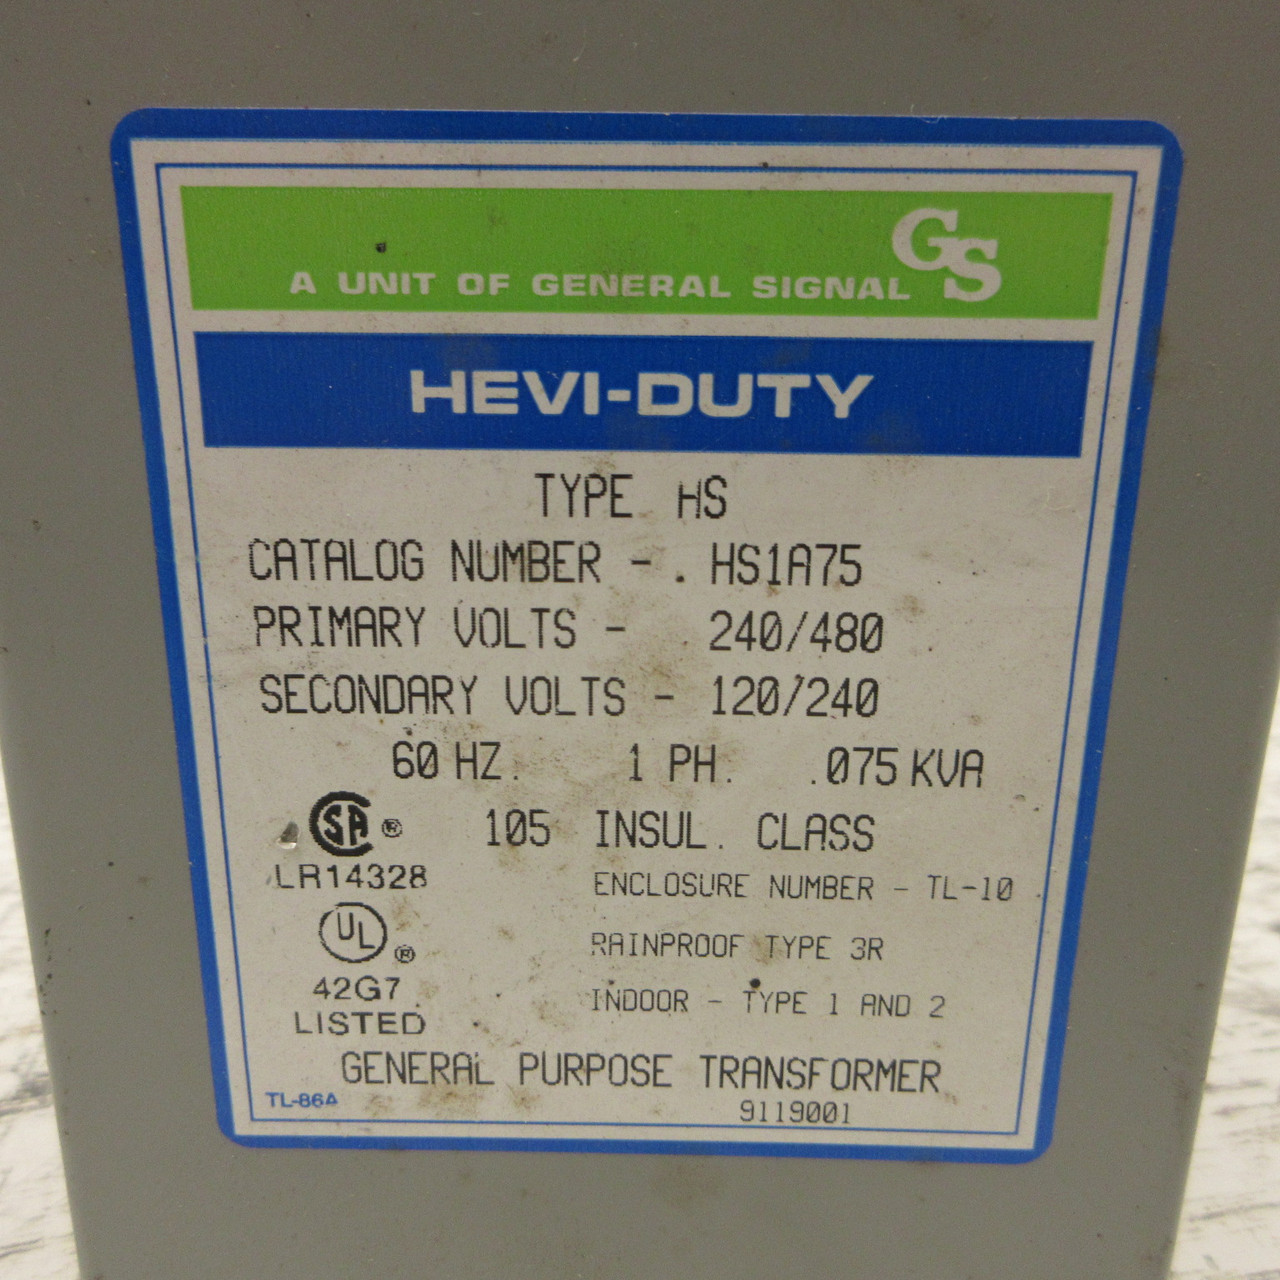 GS
A UNIT OF GENERAL SIGNAL
HEVI-DUTY
TYPE HS
CATALOG NUMBER - . HS1A75
PRIMARY VOLTS - 240/480
SECONDARY VOLTS - 120/240
60 HZ. 1 PH. .075 KVA
SA ® 105 INSUL. CLASS
LR14328
ENCLOSURE NUMBER - TL-10
UL ®
RAINPROOF TYPE 3R
42G7
INDOOR - TYPE 1 AND 2
LISTED
GENERAL PURPOSE TRANSFORMER
TL-86A
9119001